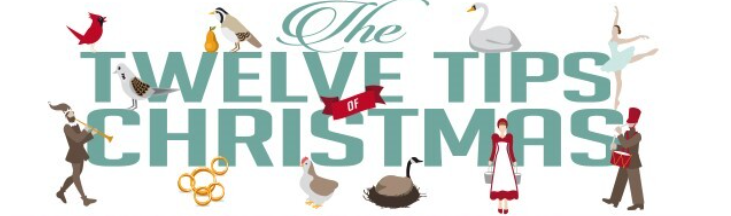 The
TWELVE TIPS
OF
CHRISTMAS